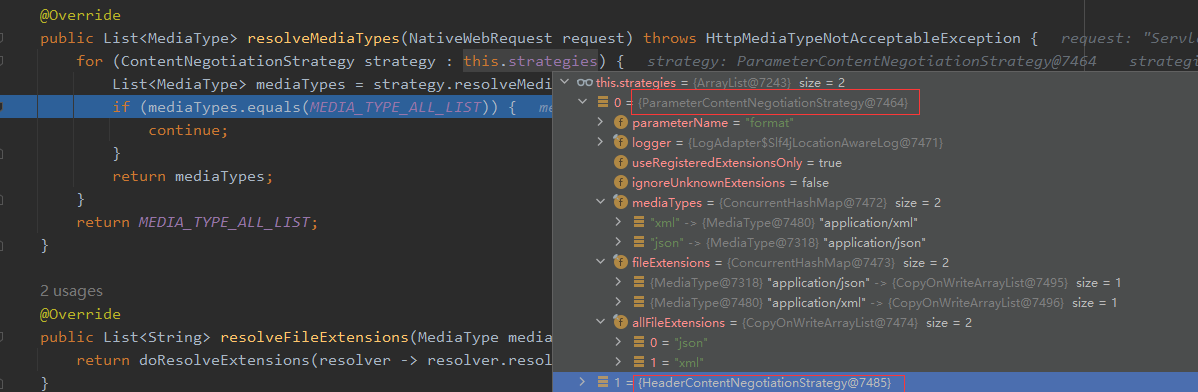 @Override
public List<MediaType> resolveMediaTypes(NativeWebRequest request) throws HttpMediaTypeNotAcceptableException { request: "Servl
for (ContentNegotiationStrategy strategy : this.strategies) { strategy: ParameterContentNegotiationStrategy@7464 strategi
List<MediaType> mediaTypes = strategy.resolveMedi
if (mediaTypes.equals(MEDIA_TYPE_ALL_LIST)) { me
continue;
}
return mediaTypes;
}
return MEDIA_TYPE_ALL_LIST;
}
2 usages
@Override
public List<String> resolveFileExtensions(MediaType media
return doResolveExtensions(resolver -> resolver.resol
}
this.strategies = {ArrayList@7243} size = 2
0 = {ParameterContentNegotiationStrategy@7464}
parameterName = "format"
logger = {LogAdapter$Slf4jLocationAwareLog@7471}
useRegisteredExtensionsOnly = true
ignoreUnknownExtensions = false
mediaTypes = {ConcurrentHashMap@7472} size = 2
"xml" -> {MediaType@7480} "application/xml"
"json" -> {MediaType@7318} "application/json"
fileExtensions = {ConcurrentHashMap@7473} size = 2
{MediaType@7318} "application/json" -> {CopyOnWriteArrayList@7495} size = 1
{MediaType@7480} "application/xml" -> {CopyOnWriteArrayList@7496} size = 1
allFileExtensions = {CopyOnWriteArrayList@7474} size = 2
0 = "json"
1 = "xml"
1 = {HeaderContentNegotiationStrategy@7485}